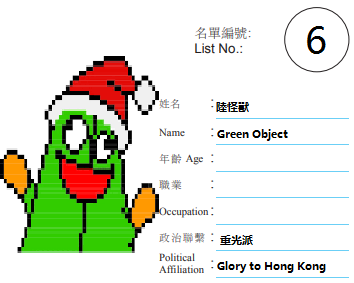 名單編號:
List No.:
6
姓名 : 陸怪獸
Name : Green Object
年齡 Age :
職業 :
Occupation :
政治聯繫 : 重光派
Political
Affiliation : Glory to Hong Kong